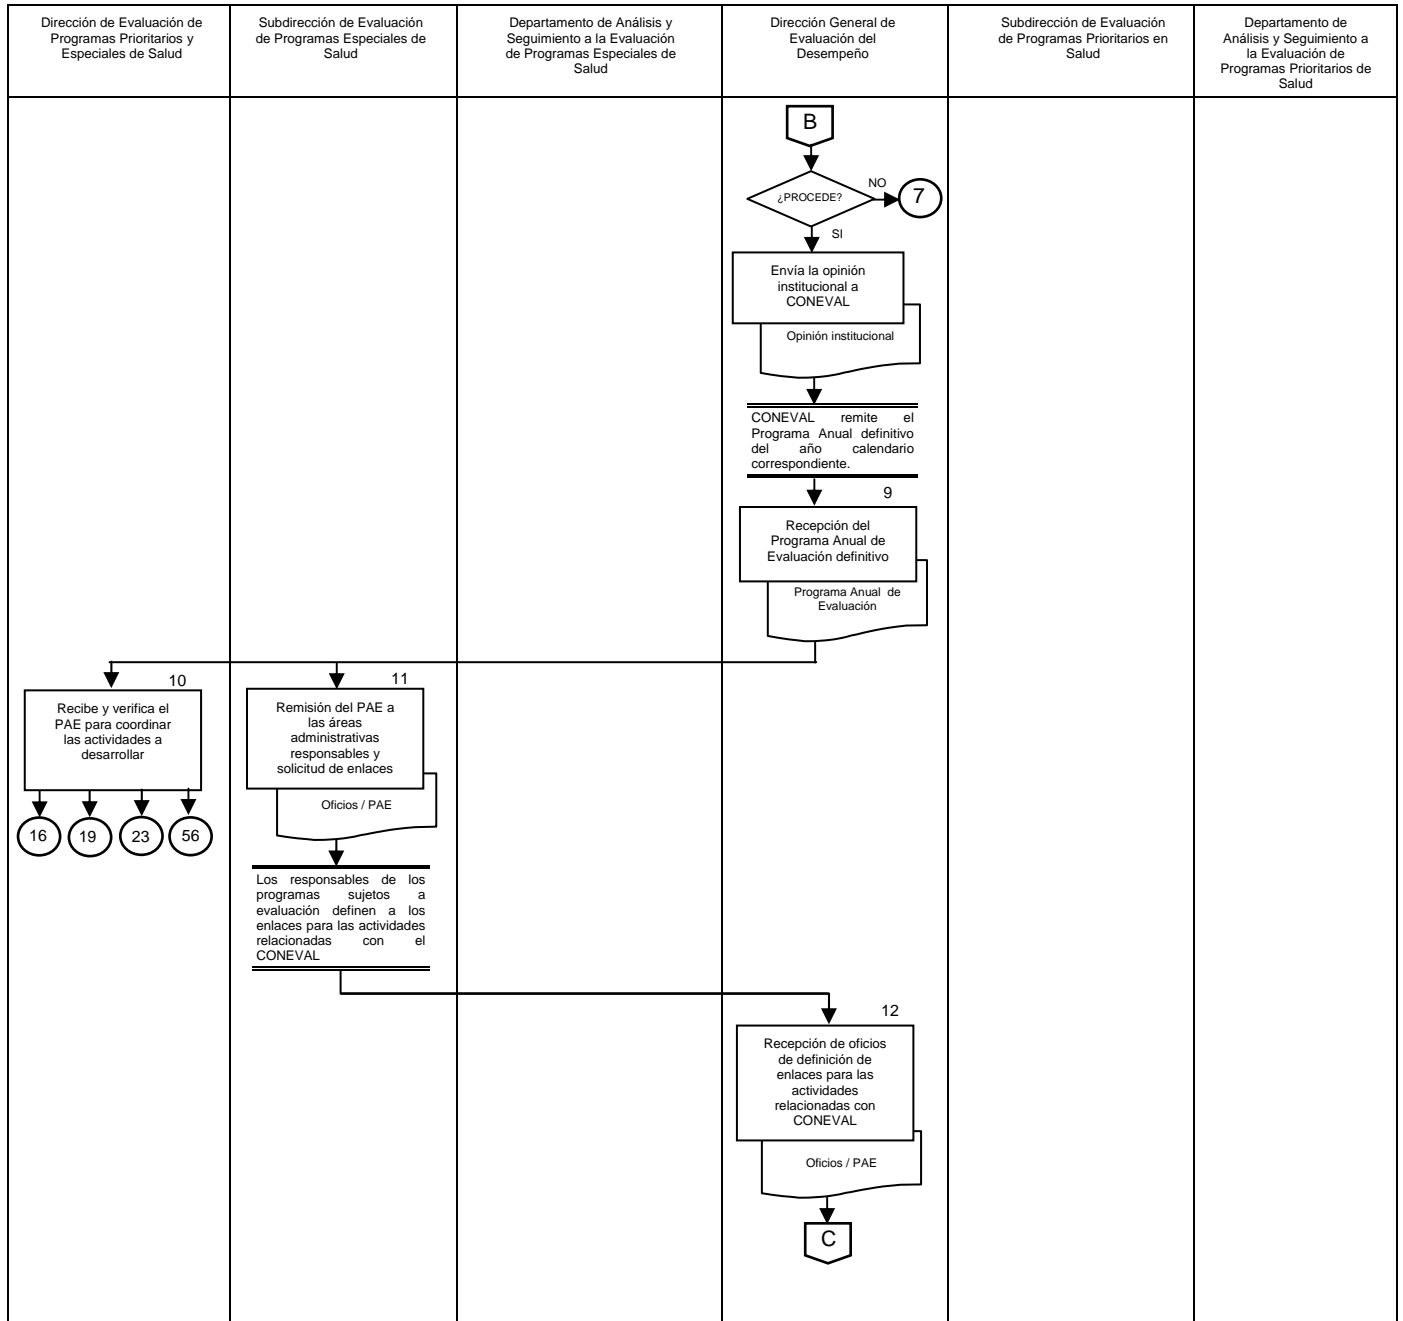 Dirección de Evaluación de
Programas Prioritarios y
Especiales de Salud
Subdirección de Evaluación
de Programas Especiales de
Salud
Departamento de Análisis y
Seguimiento a la Evaluación
de Programas Especiales de
Salud
Dirección General de
Evaluación del
Desempeño
Subdirección de Evaluación
de Programas Prioritarios en
Salud
Departamento de
Análisis y Seguimiento a
la Evaluación de
Programas Prioritarios de
Salud
B
¿PROCEDE?
NO
7
SI
Envía la opinión
institucional a
CONEVAL
Opinión institucional
CONEVAL remite el
Programa Anual definitivo
del año calendario
correspondiente.
9
Recepción del
Programa Anual de
Evaluación definitivo
Programa Anual de
Evaluación
10
Recibe y verifica el
PAE para coordinar
las actividades a
desarrollar
16
19
23
56
11
Remisión del PAE a
las áreas
administrativas
responsables y
solicitud de enlaces
Oficios / PAE
Los responsables de los
programas sujetos a
evaluación definen a los
enlaces para las actividades
relacionadas con el
CONEVAL
12
Recepción de oficios
de definición de
enlaces para las
actividades
relacionadas con
CONEVAL
Oficios / PAE
C